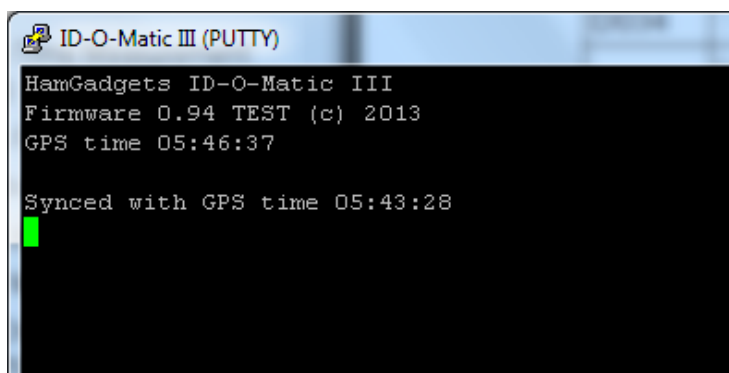 ID-O-Matic III (PUTTY)
HamGadgets ID-O-Matic III
Firmware 0.94 TEST (c) 2013
GPS time 05:46:37
Synced with GPS time 05:43:28